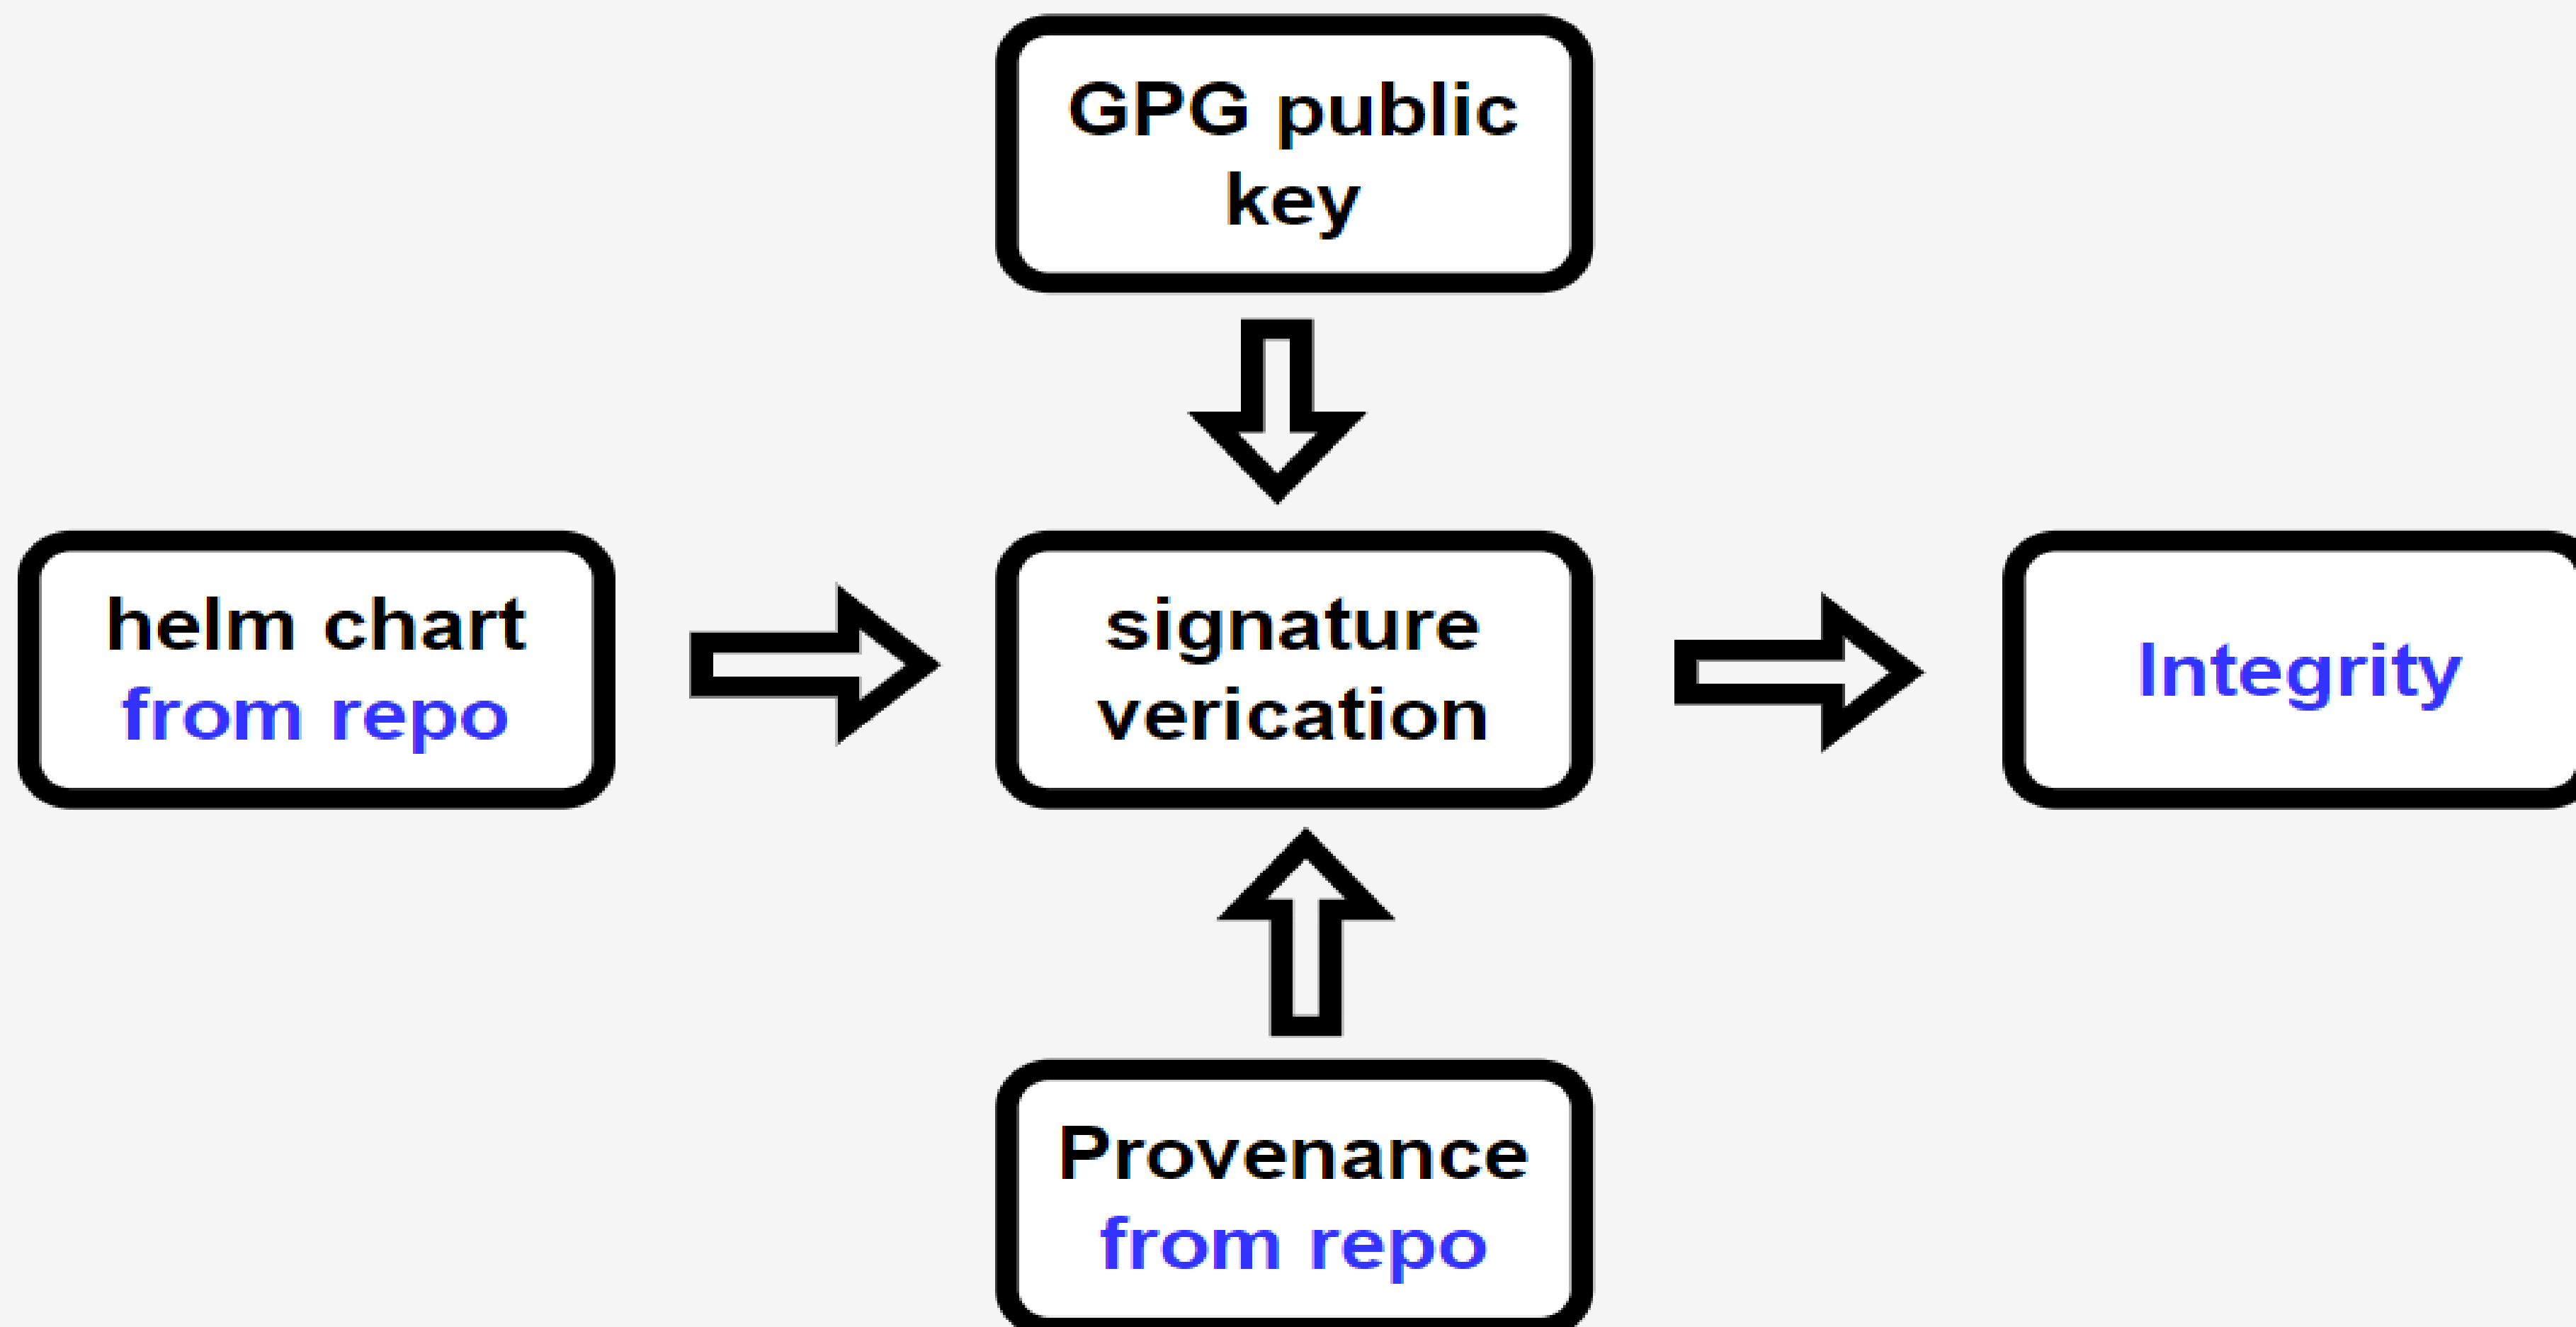 GPG public
key
helm chart
from repo
signature
verication
Integrity
Provenance
from repo